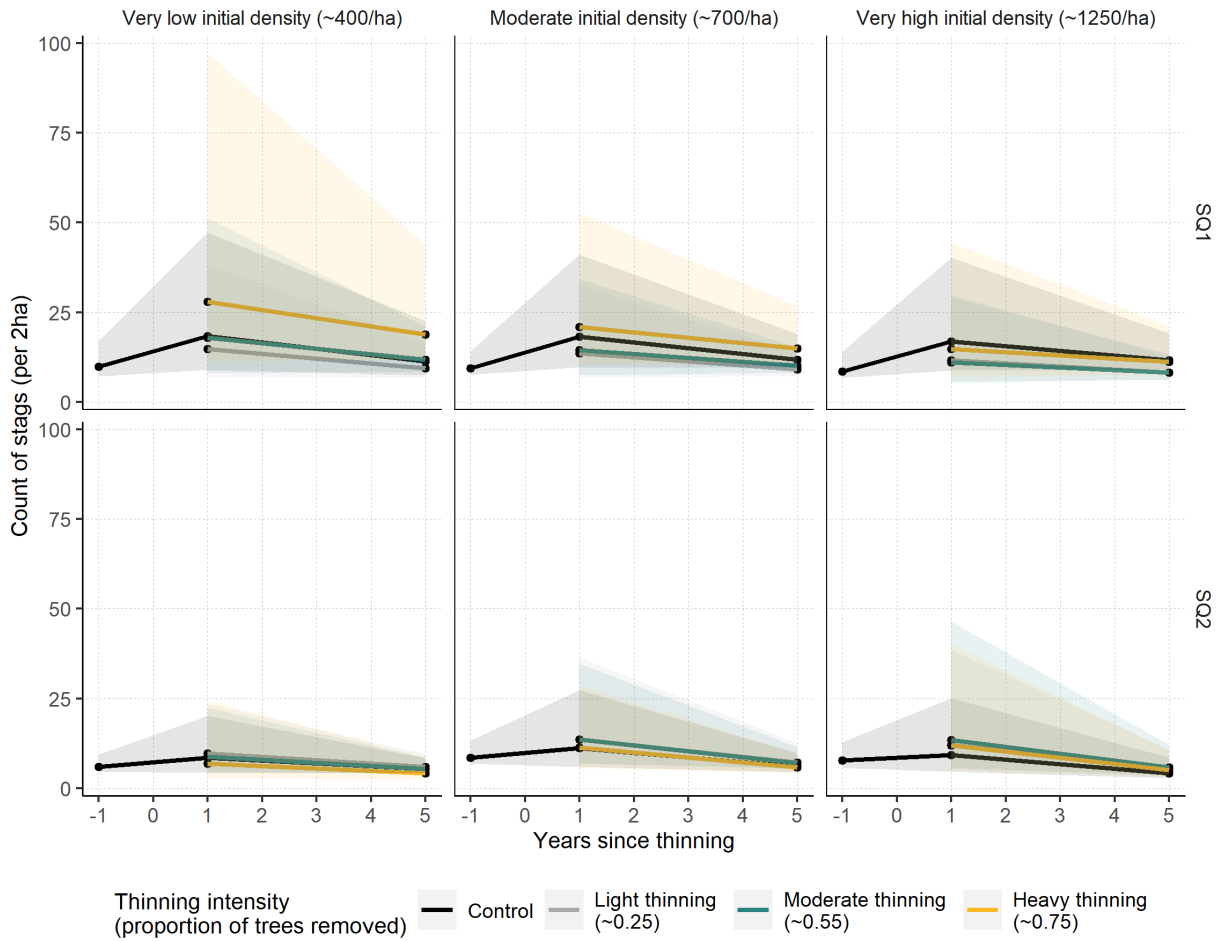 Very low initial density (~400/ha)
Moderate initial density (~700/ha)
Very high initial density (~1250/ha)
100
75
50
25
0
SQ1
Count of stags (per 2ha)
100
75
50
25
0
SQ2
-1 0 1 2 3 4 5
-1 0 1 2 3 4 5
-1 0 1 2 3 4 5
Years since thinning
Thinning intensity
(proportion of trees removed)
Control
Light thinning
(~0.25)
Moderate thinning
(~0.55)
Heavy thinning
(~0.75)